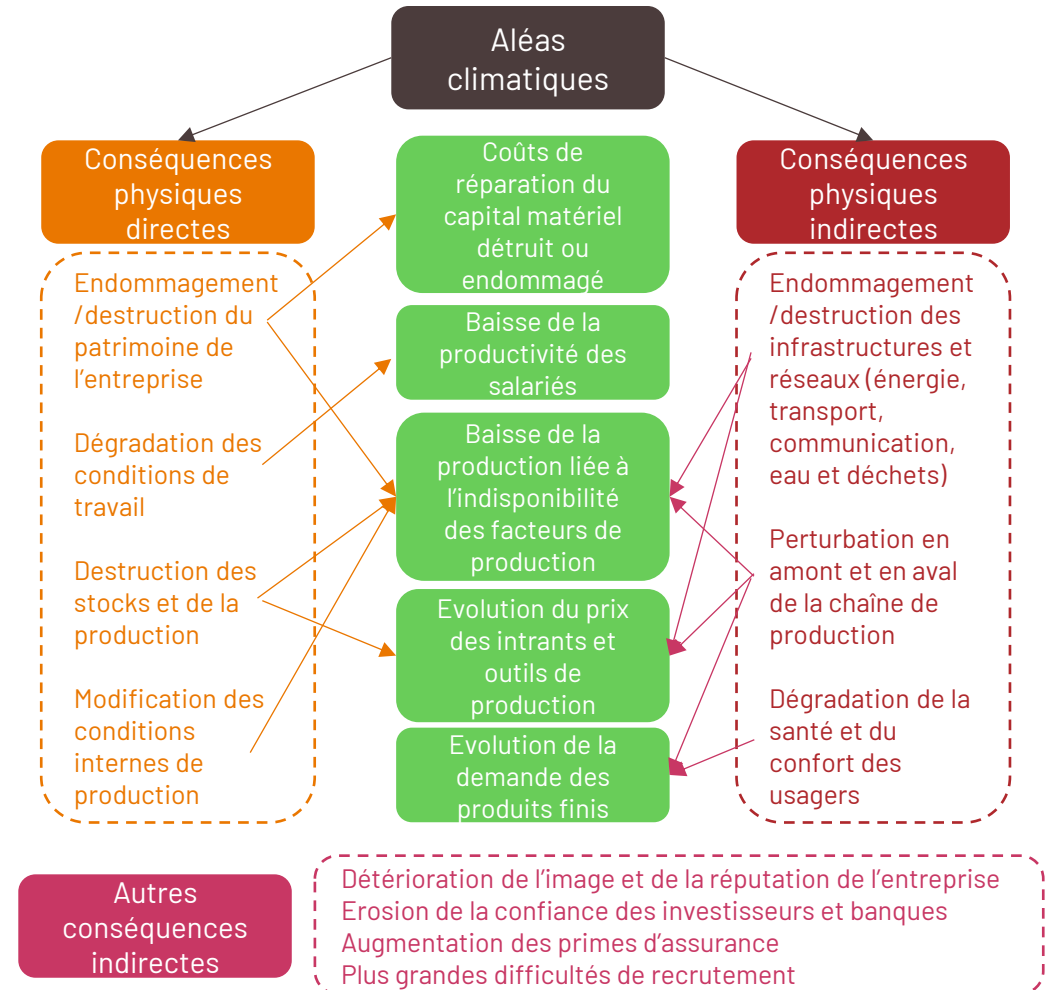 Aléas
climatiques
Conséquences
physiques
directes
Endommagement
/destruction du
patrimoine de
l'entreprise
Dégradation des
conditions de
travail
Destruction des
stocks et de la
production
Modification des
conditions
internes de
production
Coûts de
réparation du
capital matériel
détruit ou
endommagé
Baisse de la
productivité des
salariés
Baisse de la
production liée à
l'indisponibilité
des facteurs de
production
Evolution du prix
des intrants et
outils de
production
Evolution de la
demande des
produits finis
Conséquences
physiques
indirectes
Endommagement
/destruction des
infrastructures et
réseaux (énergie,
transport,
communication,
eau et déchets)
Perturbation en
amont et en aval
de la chaîne de
production
Dégradation de la
santé et du
confort des
usagers
Autres
conséquences
indirectes
Détérioration de l'image et de la réputation de l'entreprise
Erosion de la confiance des investisseurs et banques
Augmentation des primes d'assurance
Plus grandes difficultés de recrutement